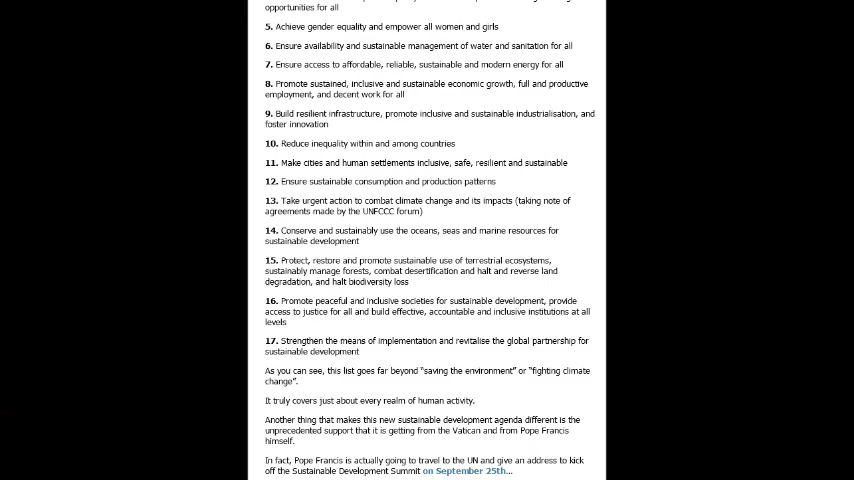 opportunities for all
5. Achieve gender equality and empower all women and girls
6. Ensure availability and sustainable management of water and sanitation for all
7. Ensure access to affordable, reliable, sustainable and modern energy for all
8. Promote sustained, inclusive and sustainable economic growth, full and productive
employment, and decent work for all
9. Build resilient infrastructure, promote inclusive and sustainable industrialisation, and
foster innovation
10. Reduce inequality within and among countries
11. Make cities and human settlements inclusive, safe, resilient and sustainable
12. Ensure sustainable consumption and production patterns
13. Take urgent action to combat climate change and its impacts (taking note of
agreements made by the UNFCCC forum)
14. Conserve and sustainably use the oceans, seas and marine resources for
sustainable development
15. Protect, restore and promote sustainable use of terrestrial ecosystems,
sustainably manage forests, combat desertification and halt and reverse land
degradation, and halt biodiversity loss
16. Promote peaceful and inclusive societies for sustainable development, provide
access to justice for all and build effective, accountable and inclusive institutions at all
levels
17. Strengthen the means of implementation and revitalise the global partnership for
sustainable development
As you can see, this list goes far beyond “saving the environment” or “fighting climate
change”.
It truly covers just about every realm of human activity.
Another thing that makes this new sustainable development agenda different is the
unprecedented support that it is getting from the Vatican and from Pope Francis
himself.
In fact, Pope Francis is actually going to travel to the UN and give an address to kick
off the Sustainable Development Summit on September 25th…